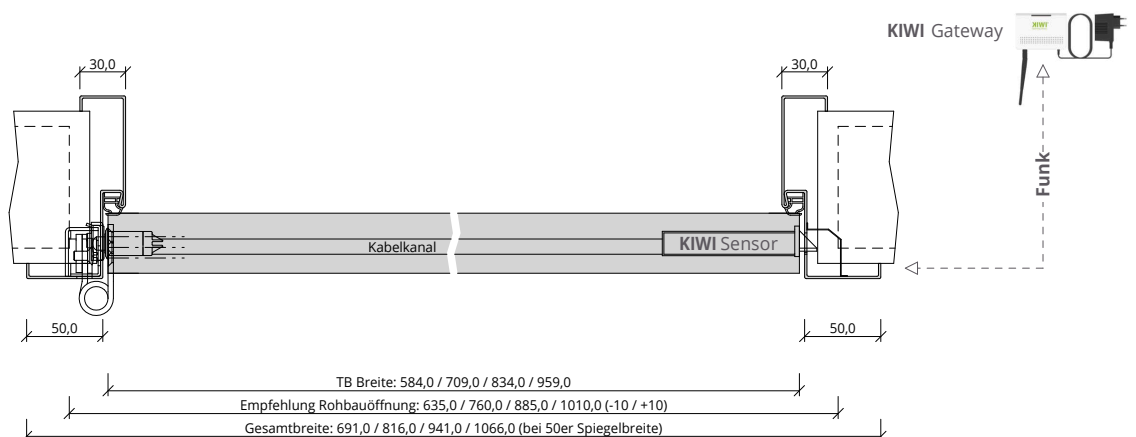 KIWI Gateway
KIWI
30,0
30,0
Funk
Kabelkanal
KIWI Sensor
50,0
50,0
TB Breite: 584,0 / 709,0 / 834,0 / 959,0
Empfehlung Rohbauöffnung: 635,0 / 760,0 / 885,0 / 1010,0 (-10 / +10)
Gesamtbreite: 691,0 / 816,0 / 941,0 / 1066,0 (bei 50er Spiegelbreite)